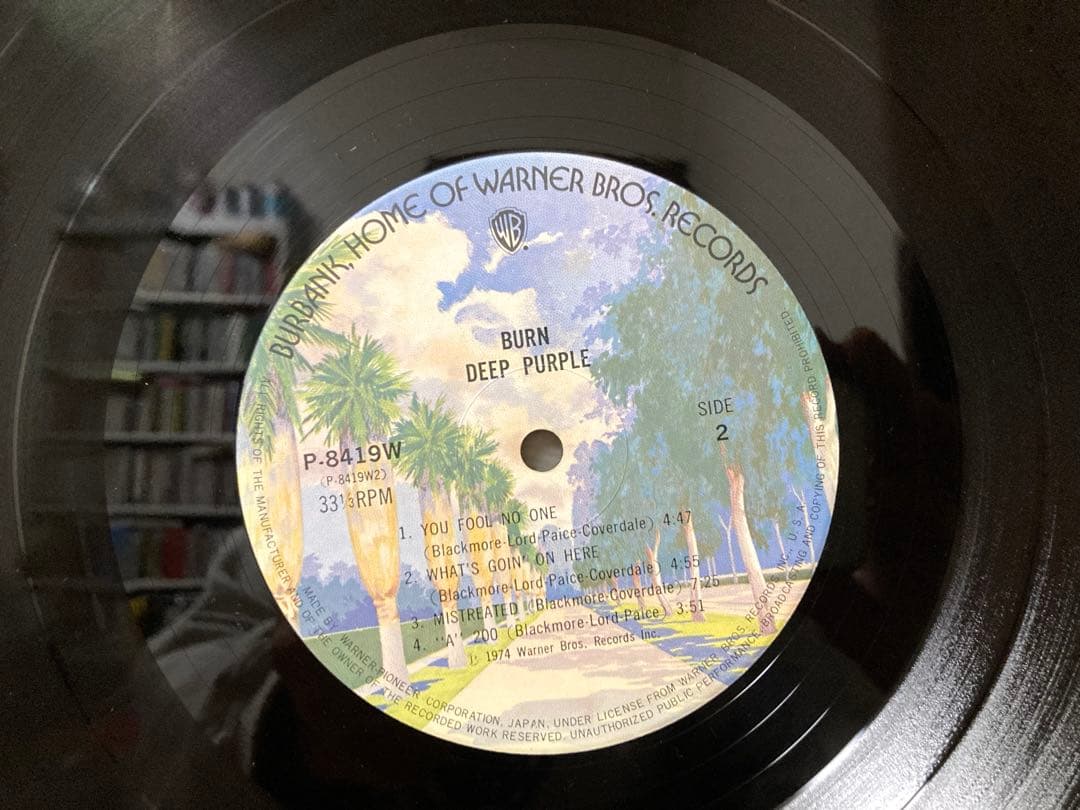 BURBANK, HOME OF WARNER BROS. RECORDS
WB
BURN
DEEP PURPLE
P-8419W
(P-8419W2)
33⅓RPM
SIDE
2
1. YOU FOOL NO ONE
(Blackmore-Lord-Paice-Coverdale) 4:47
2. WHAT'S GOIN' ON HERE
(Blackmore-Lord-Paice-Coverdale) 4:55
3. MISTREATED (Blackmore-Coverdale) 7:25
4. "A" 200 (Blackmore-Lord-Paice) 3:51
℗ 1974 Warner Bros. Records Inc.
MADE BY WARNER-PIONEER CORPORATION, JAPAN, UNDER LICENSE FROM WARNER BROS. RECORDS INC., U.S.A.
ALL RIGHTS OF THE MANUFACTURER AND OF THE OWNER OF THE RECORDED WORK RESERVED. UNAUTHORIZED PUBLIC PERFORMANCE, BROADCASTING AND COPYING OF THIS RECORD PROHIBITED